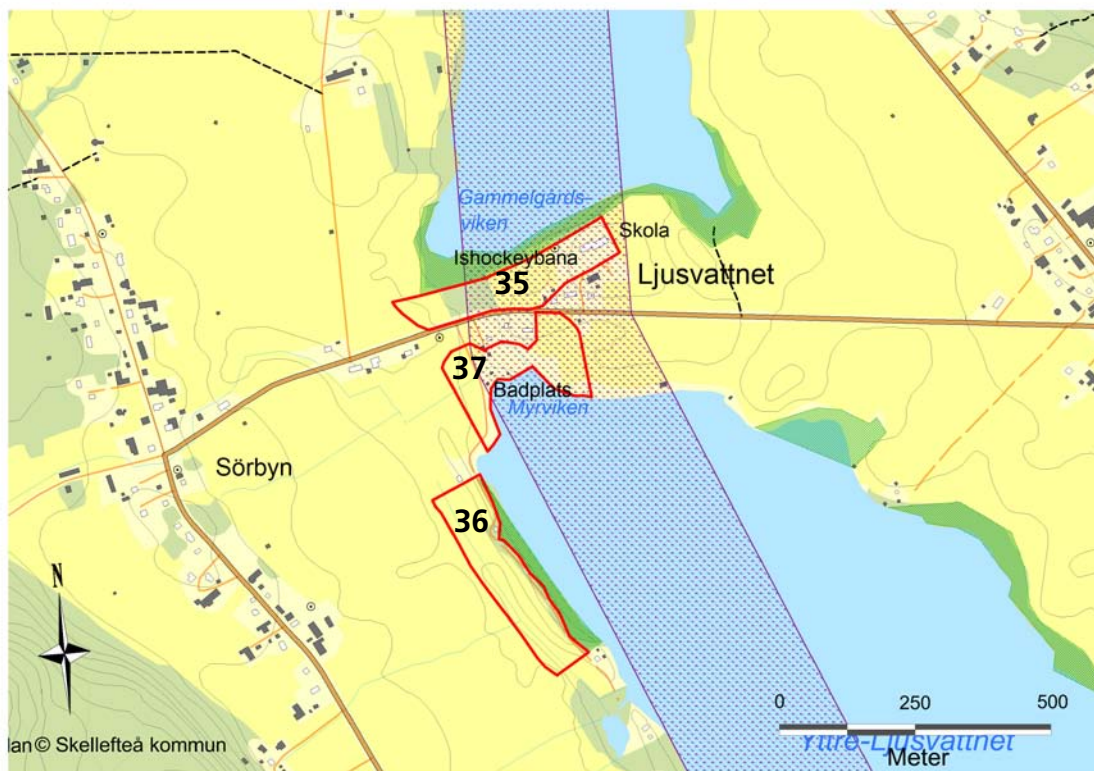 Gammelgårds-
viken
Skola
Ishockeybana
35
Ljusvattnet
37
Badplats
Myrviken
Sörbyn
36
N
0 250 500
lan © Skellefteå kommun
Yttre-Ljusvattnet
Meter